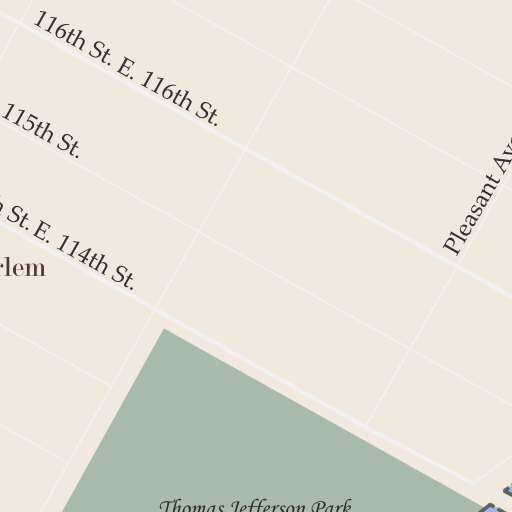 116th St. E. 116th St.
115th St.
St. E. 114th St.
Pleasant Ave
rlem
Thomas Jefferson Park